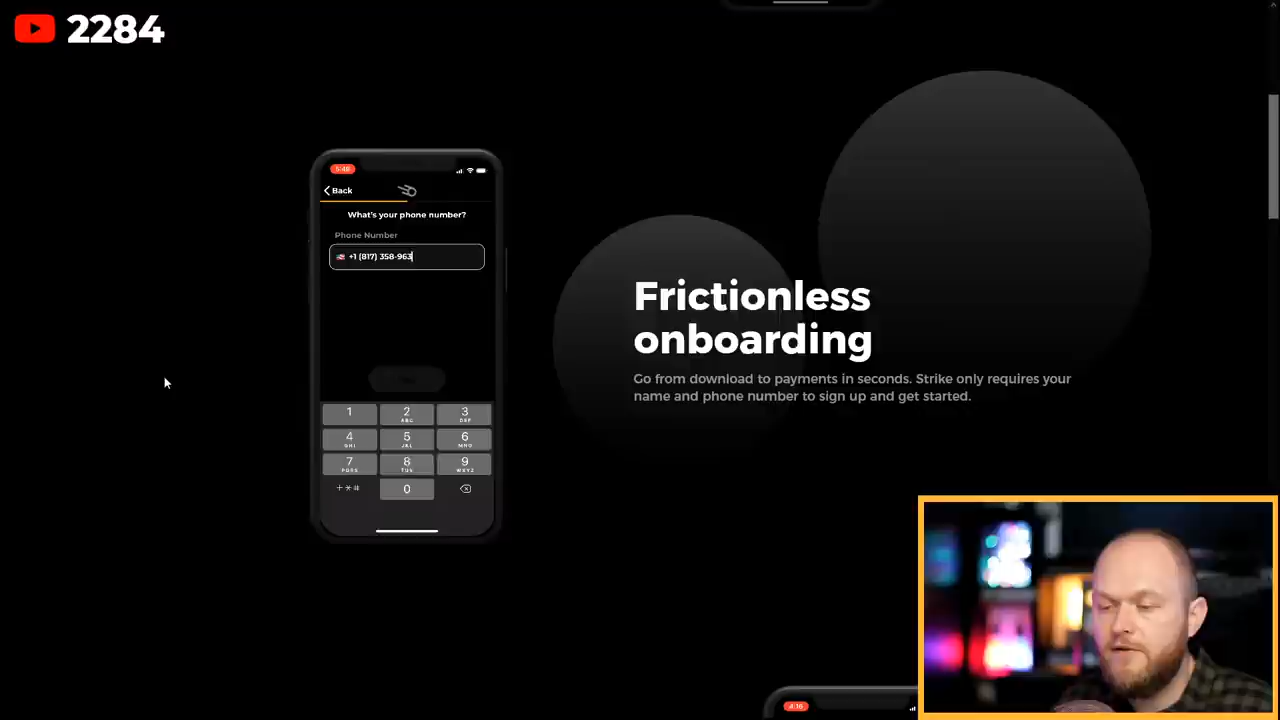 2284
5:49
Back
What's your phone number?
Phone Number
+1 (817) 358-963
1
2
ABC
3
DEF
4
GHI
5
JKL
6
MNO
7
PQRS
8
TUV
9
WXYZ
+*#
0
Frictionless
onboarding
Go from download to payments in seconds. Strike only requires your
name and phone number to sign up and get started.
4:16